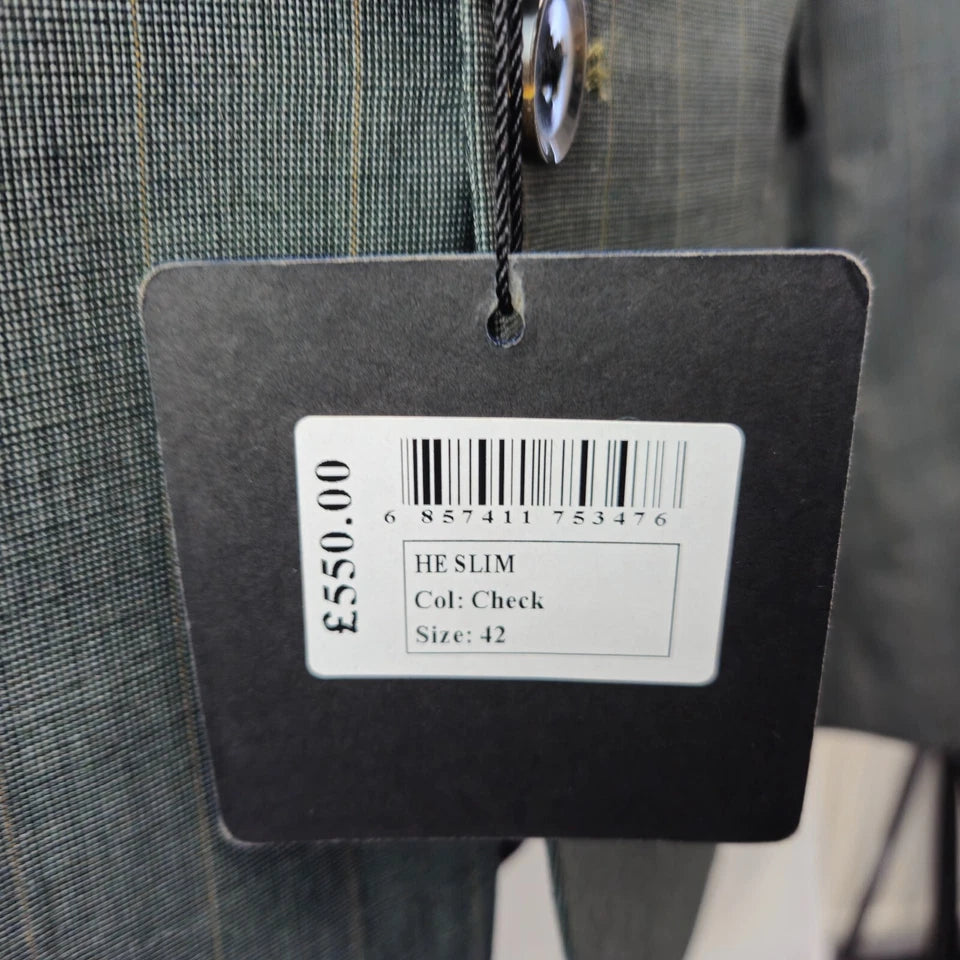 £550.00
6 857411 753476
HE SLIM
Col: Check
Size: 42